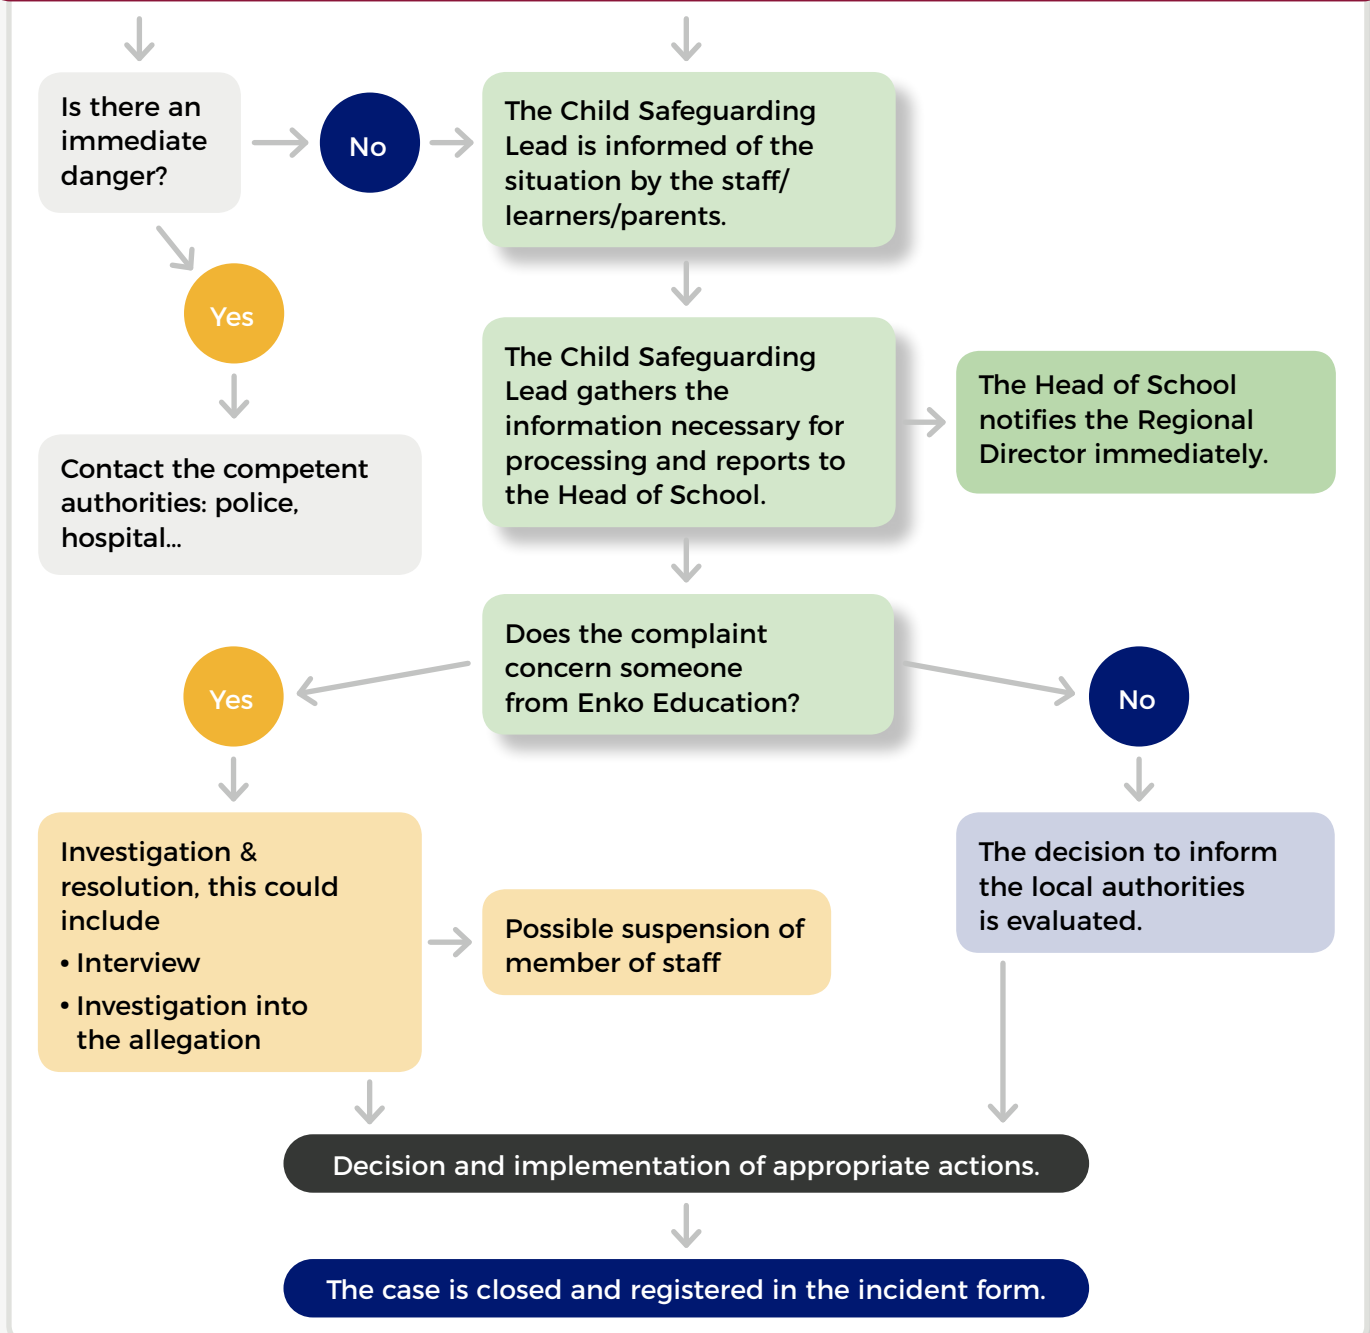 Is there an
immediate
danger?
No
The Child Safeguarding
Lead is informed of the
situation by the staff/
learners/parents.
Yes
Contact the competent
authorities: police,
hospital...
The Child Safeguarding
Lead gathers the
information necessary for
processing and reports to
the Head of School.
The Head of School
notifies the Regional
Director immediately.
Does the complaint
concern someone
from Enko Education?
Yes
No
Investigation &
resolution, this could
include
• Interview
• Investigation into
the allegation
Possible suspension of
member of staff
The decision to inform
the local authorities
is evaluated.
Decision and implementation of appropriate actions.
The case is closed and registered in the incident form.